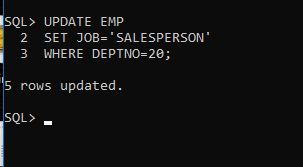 SQL> UPDATE EMP
  2  SET JOB='SALESPERSON'
  3  WHERE DEPTNO=20;
5 rows updated.
SQL> _